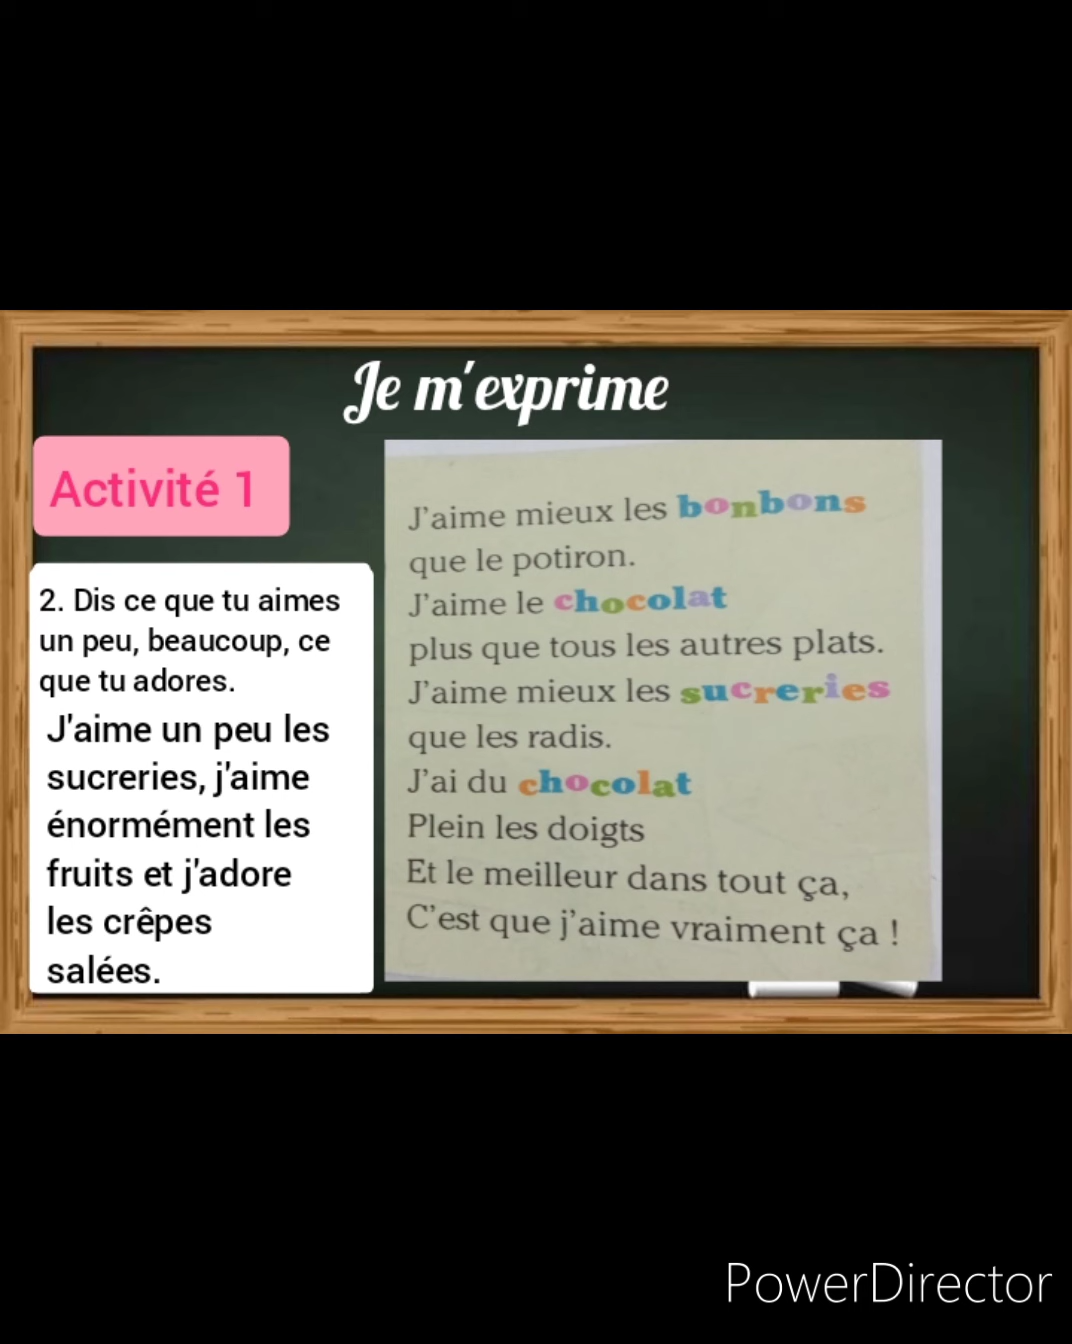 Je m'exprime
Activité 1
2. Dis ce que tu aimes
un peu, beaucoup, ce
que tu adores.
J'aime un peu les
sucreries, j'aime
énormément les
fruits et j'adore
les crêpes
salées.
J'aime mieux les bonbons
que le potiron.
J'aime le chocolat
plus que tous les autres plats.
J'aime mieux les sucreries
que les radis.
J'ai du chocolat
Plein les doigts
Et le meilleur dans tout ça,
C'est que j'aime vraiment ça !
PowerDirector